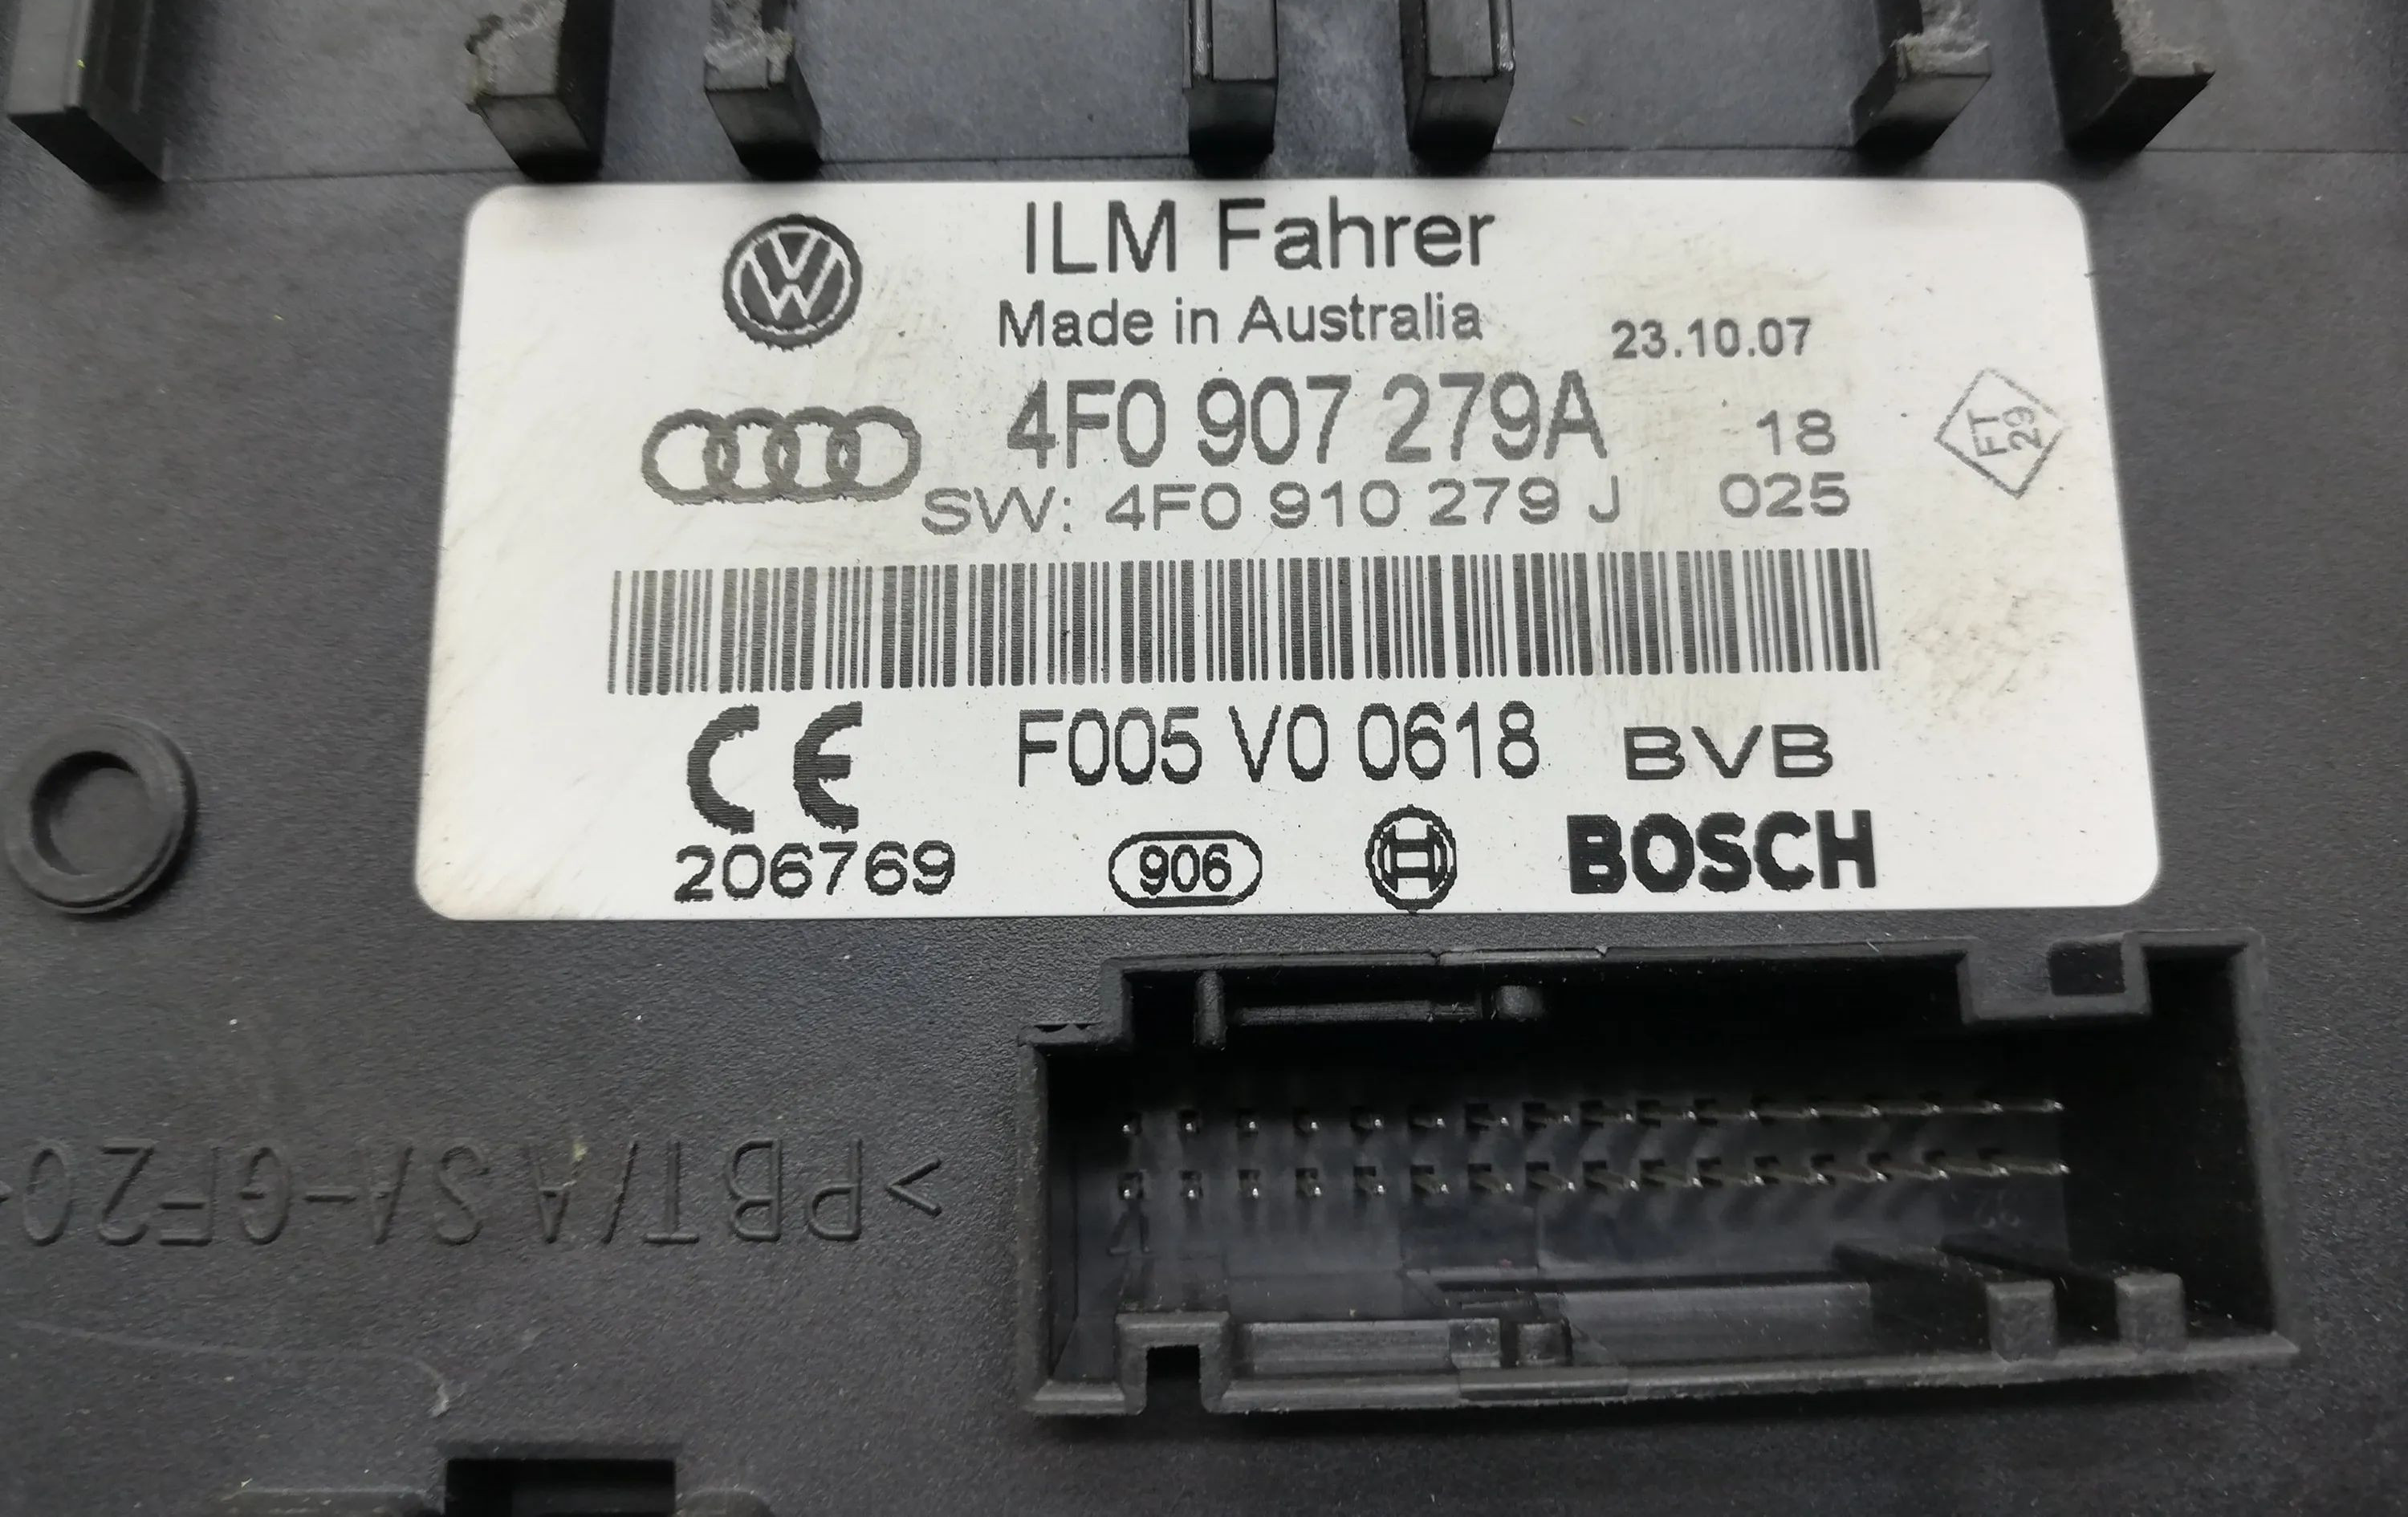 ILM Fahrer
Made in Australia
23.10.07
4F0 907 279A
18
SW: 4F0 910 279 J
025
FT
29
F005 V0 0618 BVB
CE
206769
906
BOSCH
>PBT/ASA-GF20<